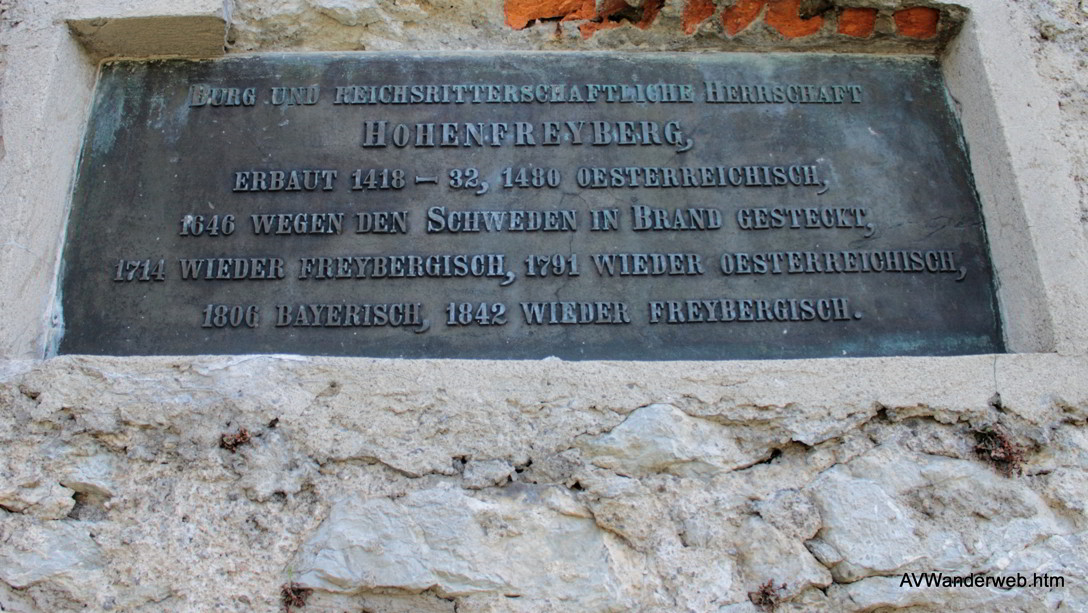 Burg und reichsritterschaftliche Herrschaft
Hohenfreyberg,
erbaut 1418 – 32, 1480 oesterreichisch,
1646 wegen den Schweden in Brand gesteckt,
1714 wieder freybergisch, 1791 wieder oesterreichisch,
1806 bayerisch, 1842 wieder freybergisch.
AVWanderweb.htm